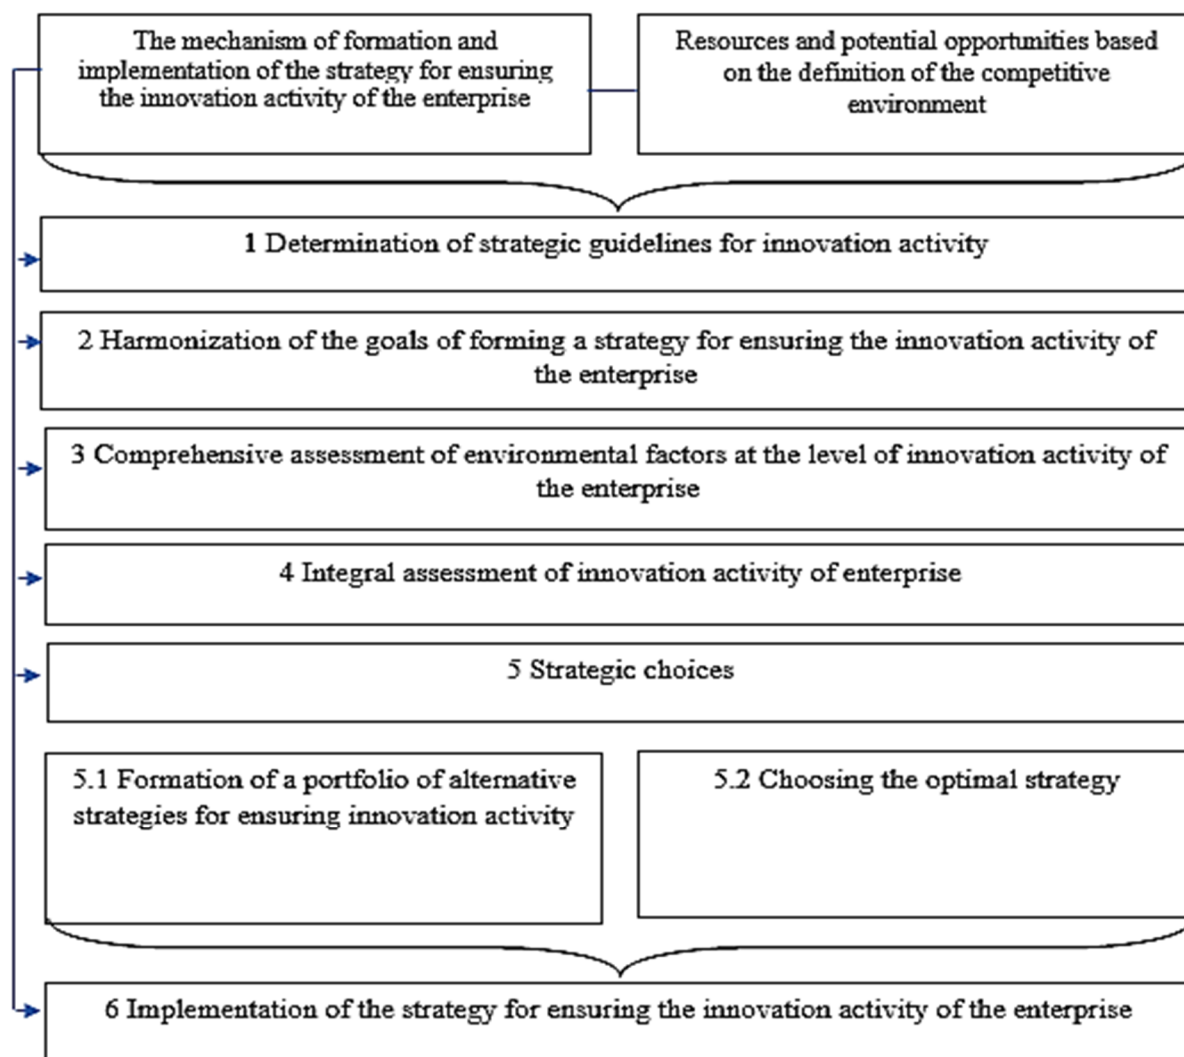 The mechanism of formation and
implementation of the strategy for ensuring
the innovation activity of the enterprise
Resources and potential opportunities based
on the definition of the competitive
environment
1 Determination of strategic guidelines for innovation activity
2 Harmonization of the goals of forming a strategy for ensuring the innovation activity of
the enterprise
3 Comprehensive assessment of environmental factors at the level of innovation activity of
the enterprise
4 Integral assessment of innovation activity of enterprise
5 Strategic choices
5.1 Formation of a portfolio of alternative
strategies for ensuring innovation activity
5.2 Choosing the optimal strategy
6 Implementation of the strategy for ensuring the innovation activity of the enterprise